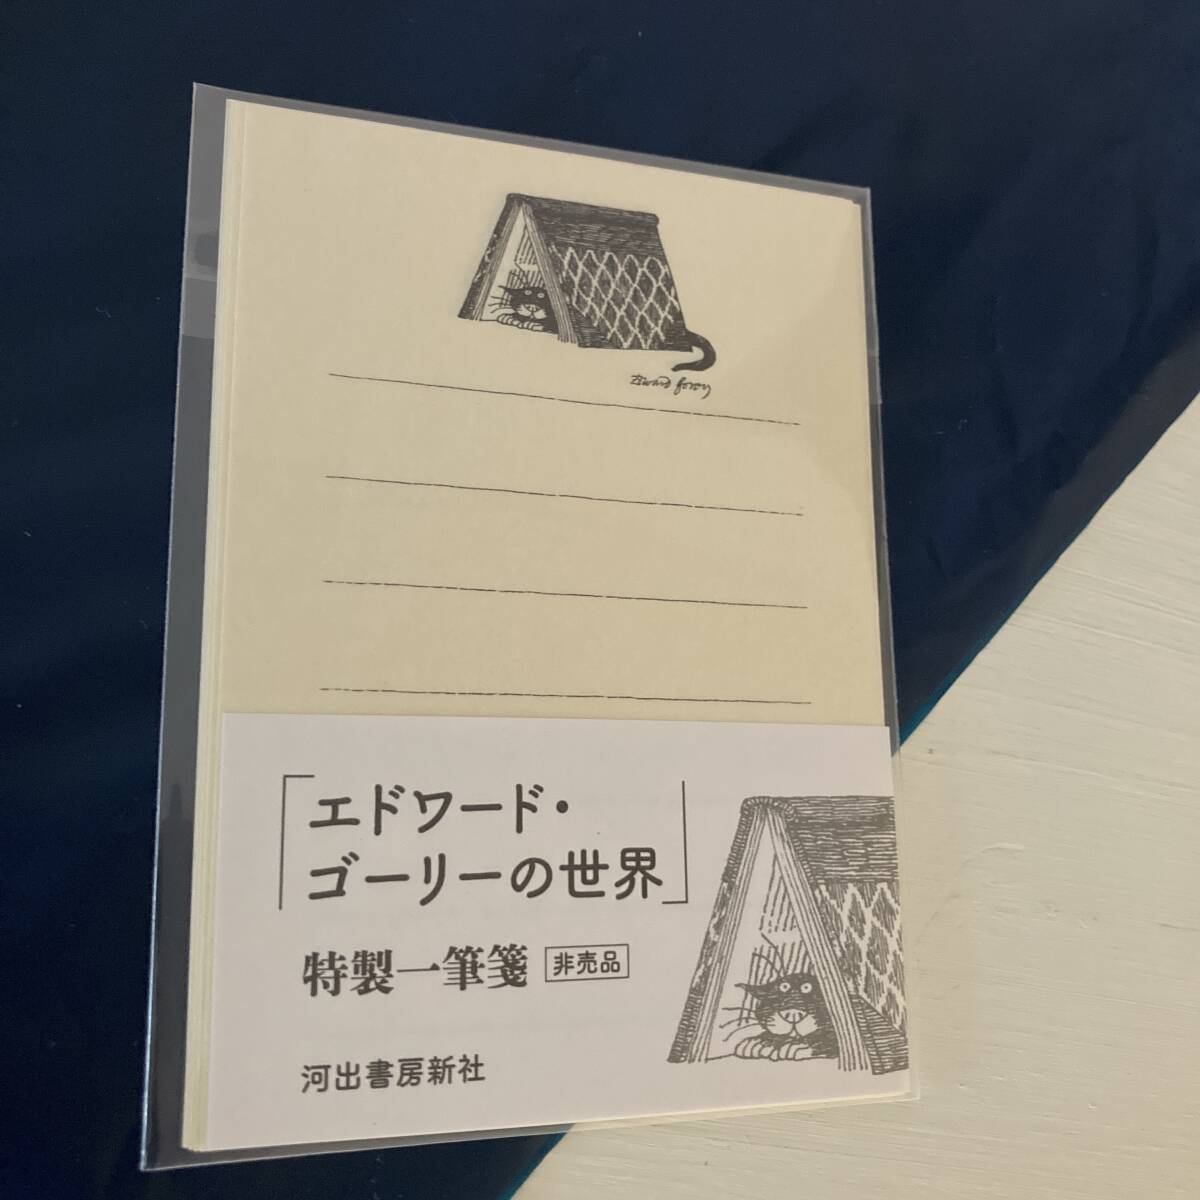 Edward Gorey
「エドワード・
ゴーリーの世界」
特製一筆箋 非売品
河出書房新社